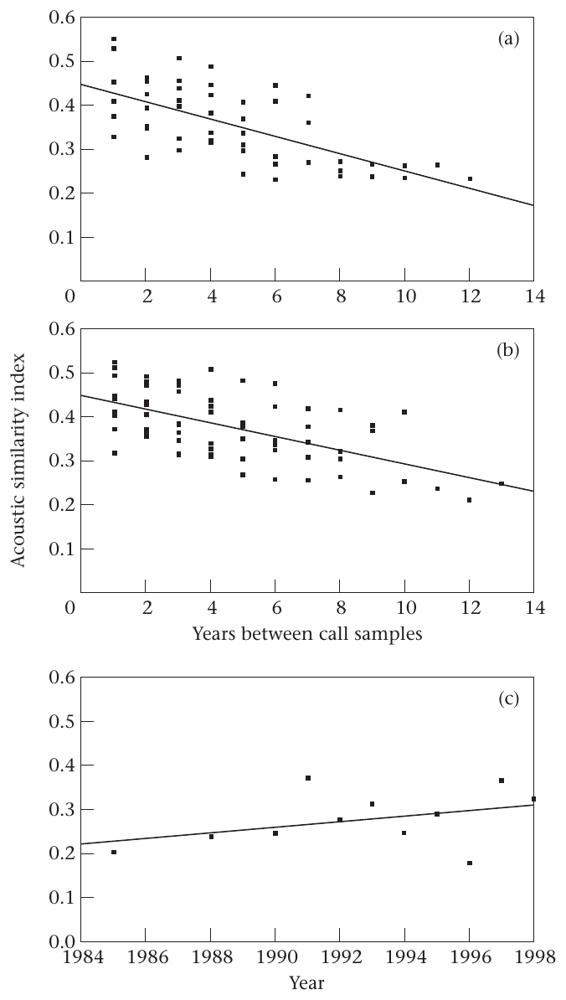 0.6
(a)
0.5
0.4
0.3
0.2
0.1
0 2 4 6 8 10 12 14
0.6
(b)
0.5
0.4
0.3
0.2
0.1
0 2 4 6 8 10 12 14
Acoustic similarity index
Years between call samples
0.6
(c)
0.5
0.4
0.3
0.2
0.1
0.0
1984 1986 1988 1990 1992 1994 1996 1998
Year